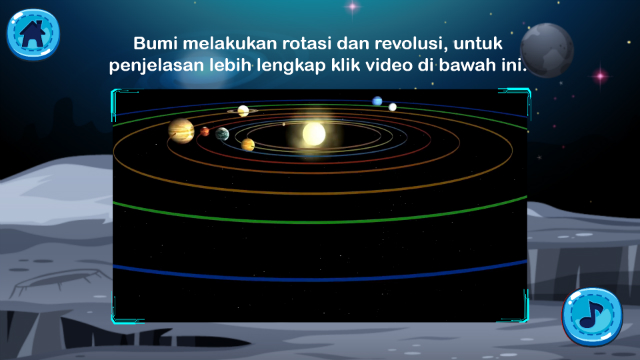 Bumi melakukan rotasi dan revolusi, untuk
penjelasan lebih lengkap klik video di bawah ini.